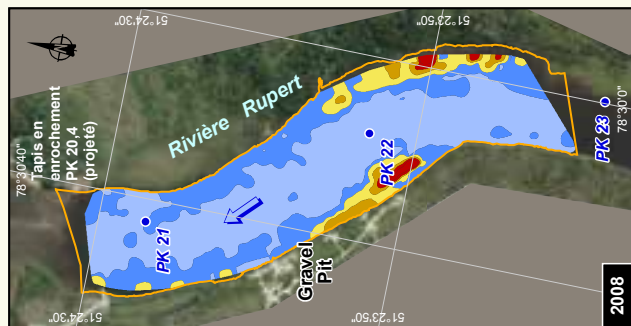 51°24'30"
51°23'50"
78°30'40"
Tapis en
enrochement
PK 20,4
(projeté)
Rivière Rupert
PK 21
PK 22
PK 23
78°30'0"
Gravel
Pit
51°24'30"
51°23'50"
2008